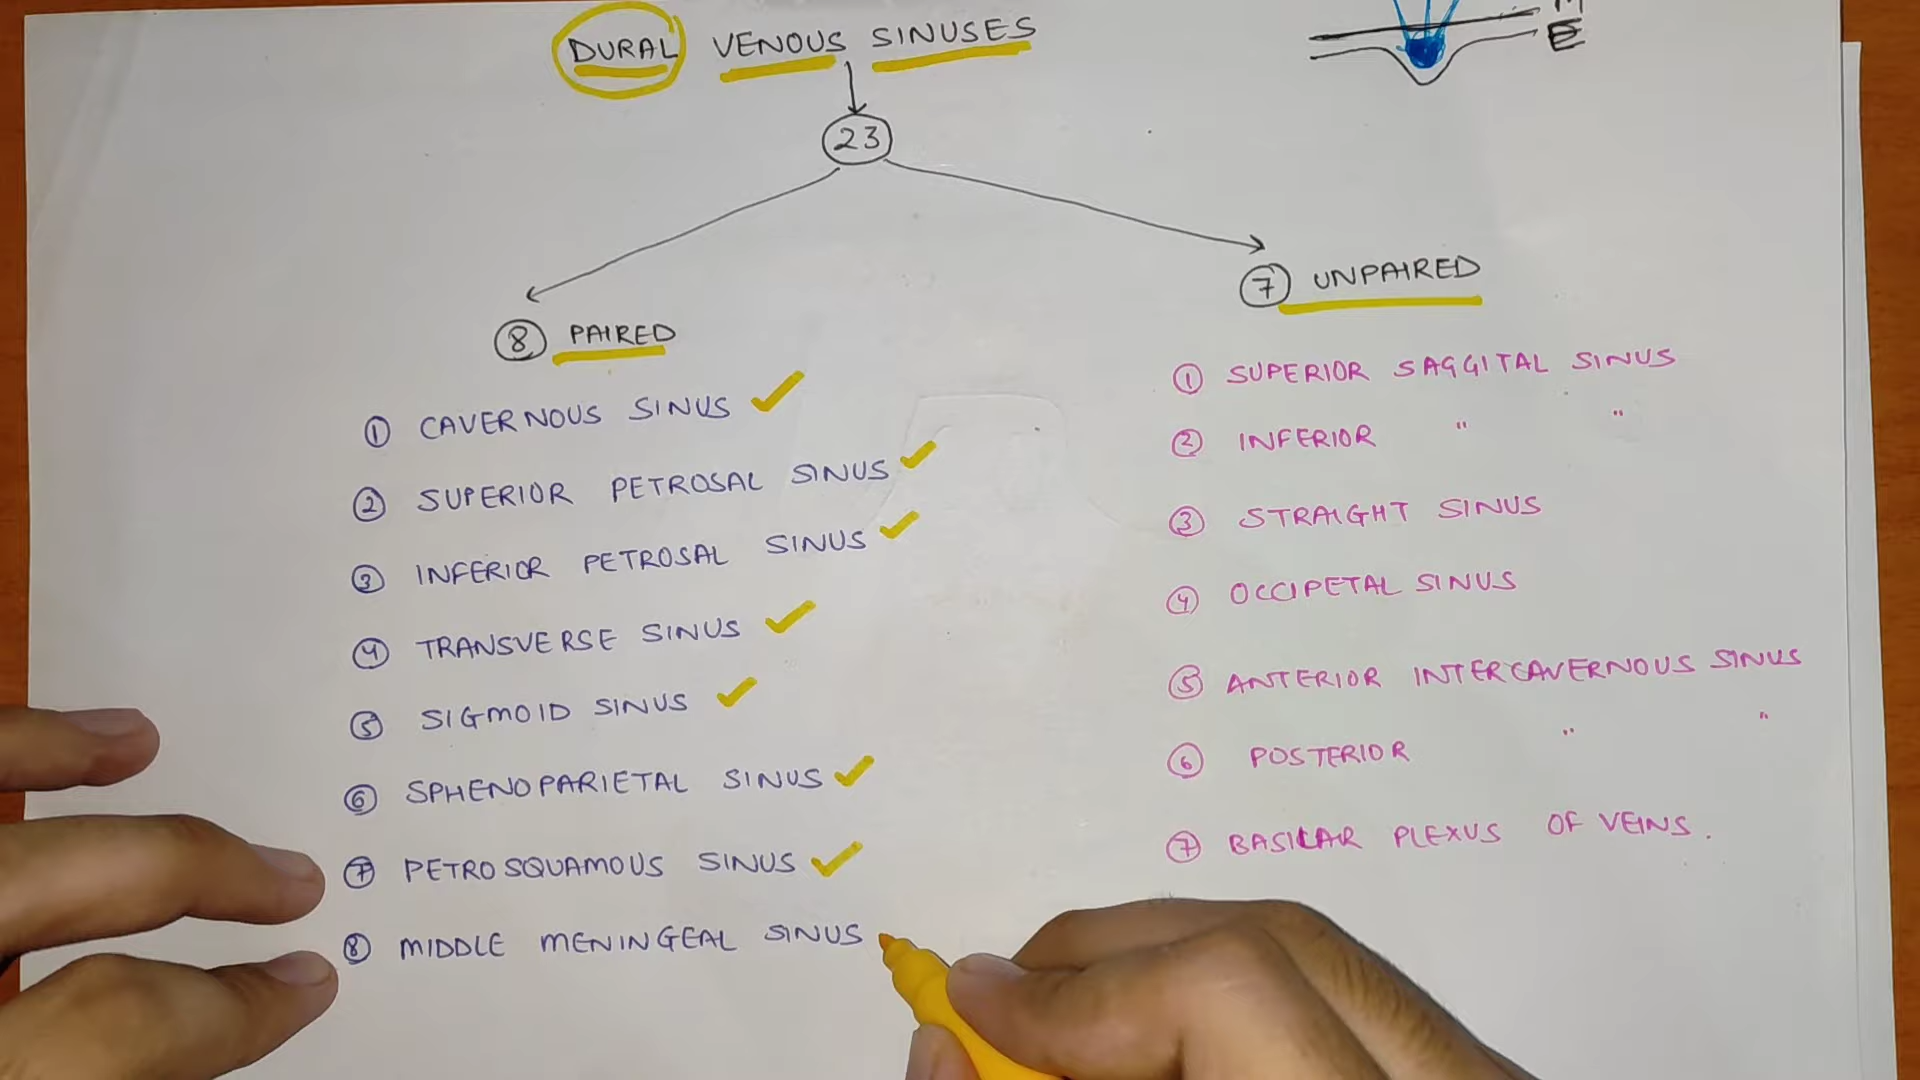 DURAL VENOUS SINUSES
M
E
23
8 PAIRED
1 CAVERNOUS SINUS
2 SUPERIOR PETROSAL SINUS
3 INFERIOR PETROSAL SINUS
4 TRANSVERSE SINUS
5 SIGMOID SINUS
6 SPHENOPARIETAL SINUS
7 PETROSQUAMOUS SINUS
8 MIDDLE MENINGEAL SINUS
7 UNPAIRED
1 SUPERIOR SAGGITAL SINUS
2 INFERIOR " "
3 STRAIGHT SINUS
4 OCCIPETAL SINUS
5 ANTERIOR INTERCAVERNOUS SINUS
6 POSTERIOR " "
7 BASILAR PLEXUS OF VEINS.